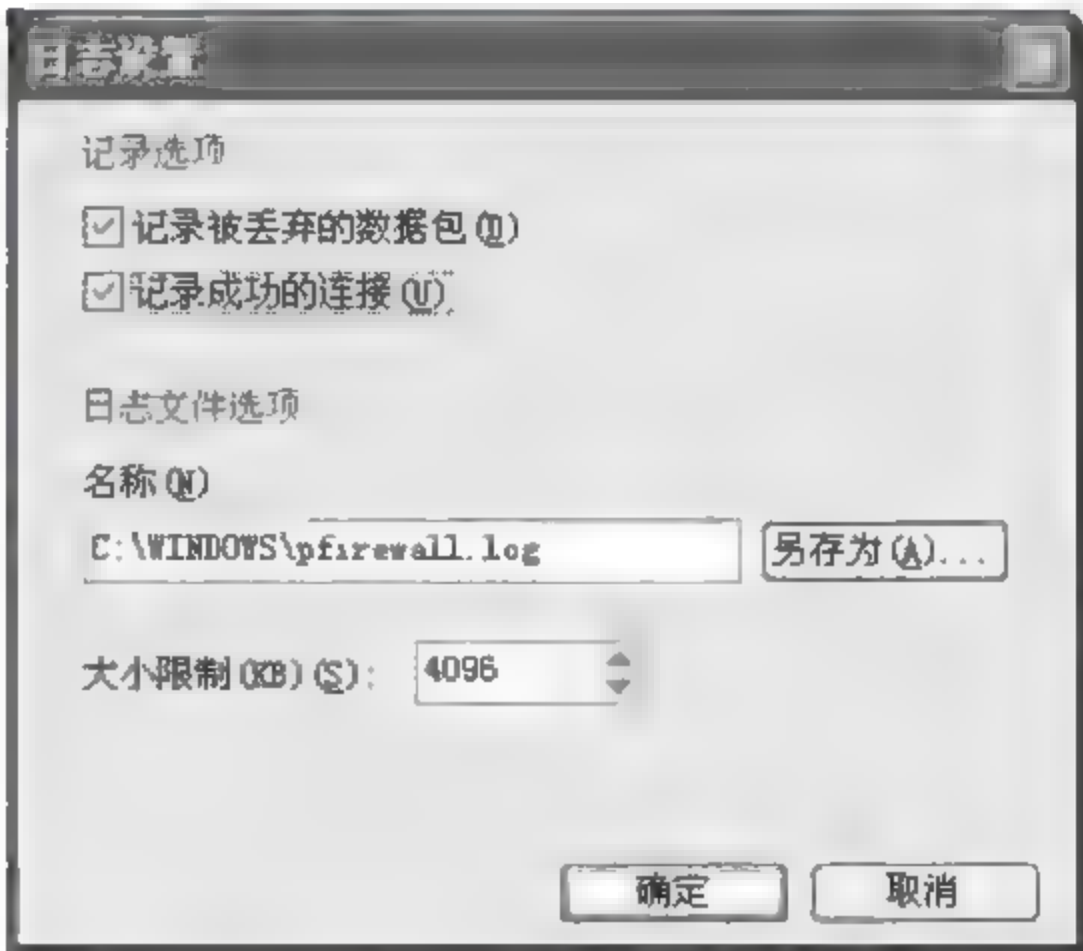 日志设置
记录选项
记录被丢弃的数据包(D)
记录成功的连接(U)
日志文件选项
名称(N)
C:\WINDOWS\pfirewall.log 另存为(A)...
大小限制(KB)(S): 4096
确定 取消